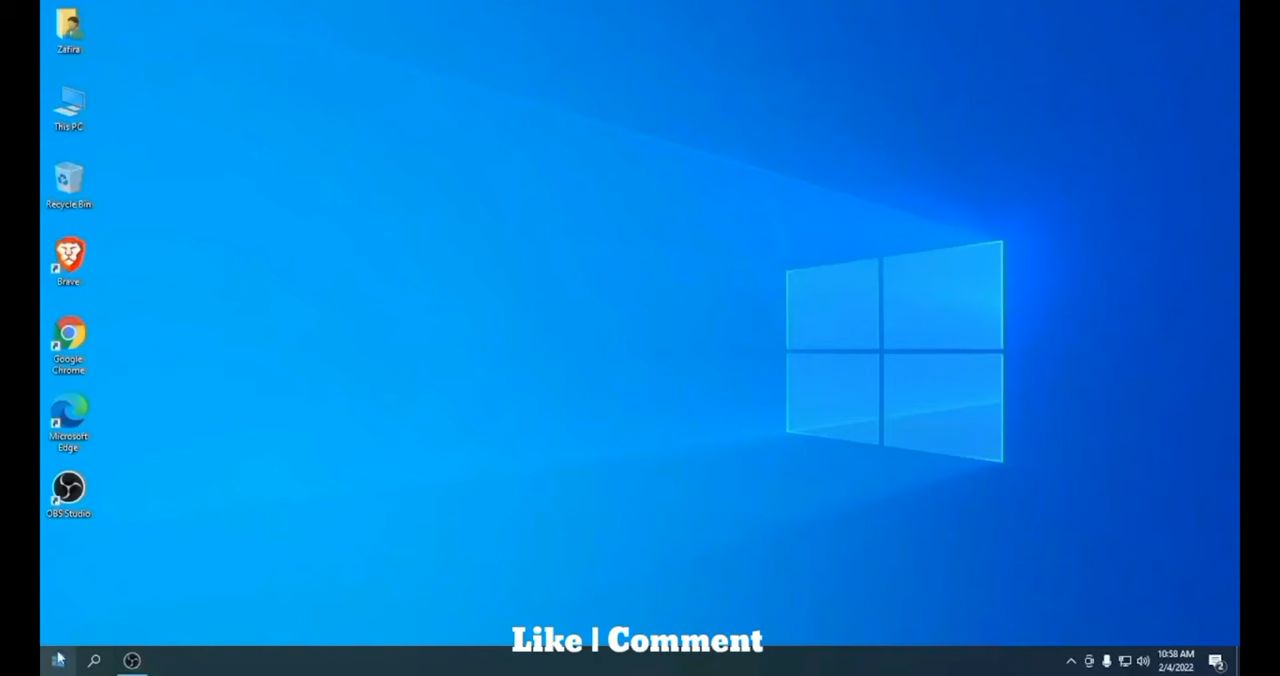 Zafira
This PC
Recycle Bin
Brave
Google
Chrome
Microsoft
Edge
OBS Studio
Like | Comment
10:58 AM
2/4/2022
2